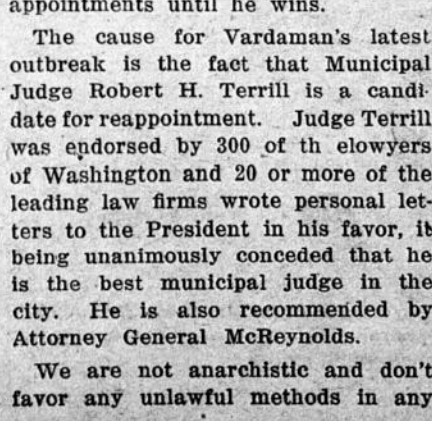 appointments until he wins.
The cause for Vardaman's latest
outbreak is the fact that Municipal
Judge Robert H. Terrill is a candi-
date for reappointment. Judge Terrill
was endorsed by 300 of th elowyers
of Washington and 20 or more of the
leading law firms wrote personal let-
ters to the President in his favor, it
being unanimously conceded that he
is the best municipal judge in the
city. He is also recommended by
Attorney General McReynolds.
We are not anarchistic and don't
favor any unlawful methods in any